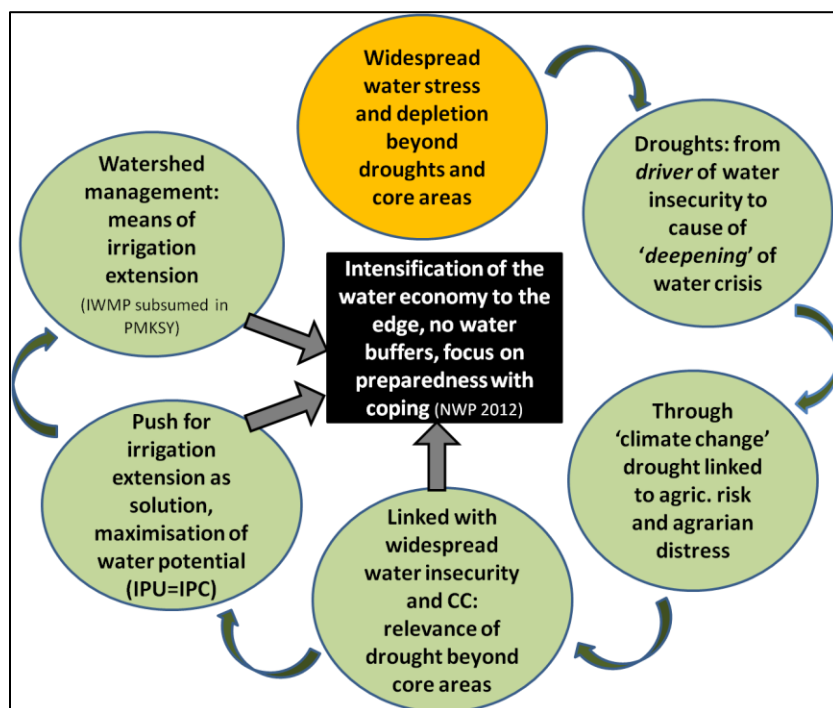 Widespread
water stress
and depletion
beyond
droughts and
core areas
Droughts: from
driver of water
insecurity to
cause of
‘deepening’ of
water crisis
Through
‘climate change’
drought linked
to agric. risk
and agrarian
distress
Linked with
widespread
water insecurity
and CC:
relevance of
drought beyond
core areas
Push for
irrigation
extension as
solution,
maximisation of
water potential
(IPU=IPC)
Watershed
management:
means of
irrigation
extension
(IWMP subsumed in
PMKSY)
Intensification of the
water economy to the
edge, no water
buffers, focus on
preparedness with
coping (NWP 2012)